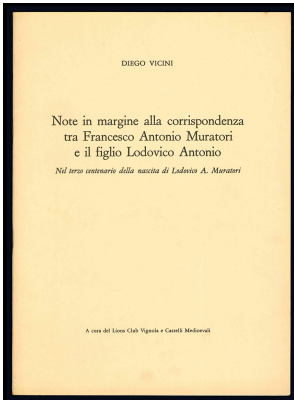 DIEGO VICINI
Note in margine alla corrispondenza
tra Francesco Antonio Muratori
e il figlio Lodovico Antonio
Nel terzo centenario della nascita di Lodovico A. Muratori
A cura del Lions Club Vignola e Castelli Medioevali